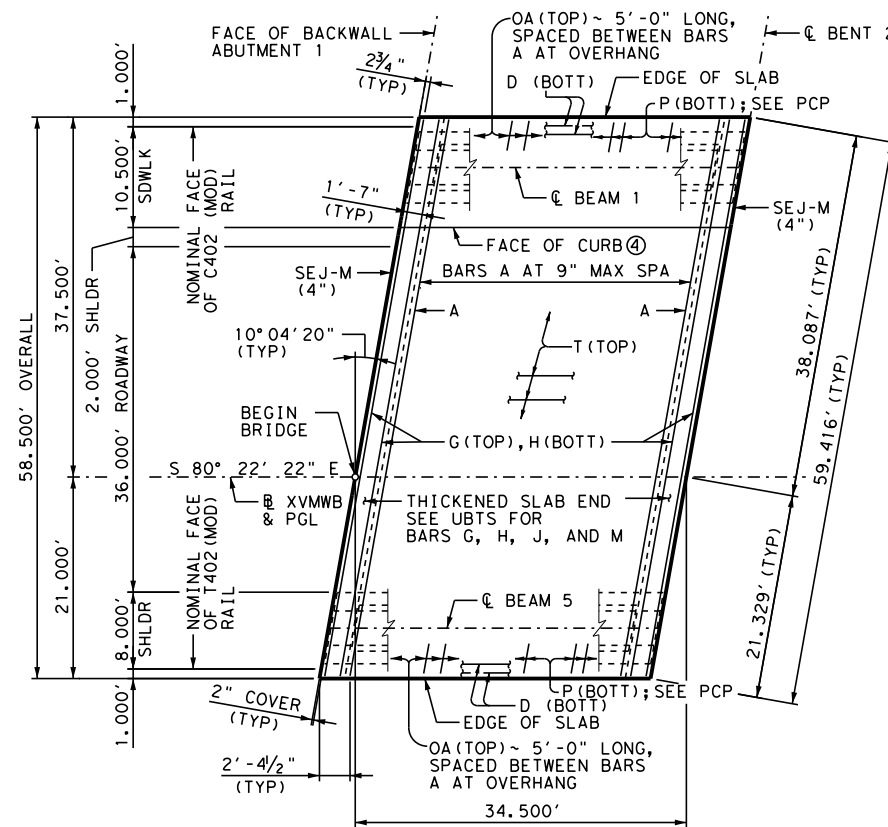 FACE OF BACKWALL
ABUTMENT 1
OA(TOP)~ 5'-0" LONG,
SPACED BETWEEN BARS
A AT OVERHANG
℄ BENT 2
2¾"
(TYP)
D (BOTT)
EDGE OF SLAB
P(BOTT); SEE PCP
1.000'
10.500'
SDWLK
NOMINAL FACE
OF C402 (MOD)
RAIL
1'-7"
(TYP)
℄ BEAM 1
SEJ-M
(4")
FACE OF CURB④
37.500'
2.000' SHLDR
SEJ-M
(4")
BARS A AT 9" MAX SPA
A
A
38.087' (TYP)
10°04'20"
(TYP)
T(TOP)
58.500' OVERALL
36.000' ROADWAY
59.416' (TYP)
BEGIN
BRIDGE
G(TOP),H(BOTT)
S 80° 22' 22" E
XVMWB
& PGL
THICKENED SLAB END
SEE UBTS FOR
BARS G, H, J, AND M
21.000'
NOMINAL FACE
OF T402 (MOD)
RAIL
21.329' (TYP)
8.000'
SHLDR
℄ BEAM 5
1.000'
2" COVER
(TYP)
P(BOTT); SEE PCP
D (BOTT)
EDGE OF SLAB
OA(TOP)~ 5'-0" LONG,
SPACED BETWEEN BARS
A AT OVERHANG
2'-4½"
(TYP)
34.500'